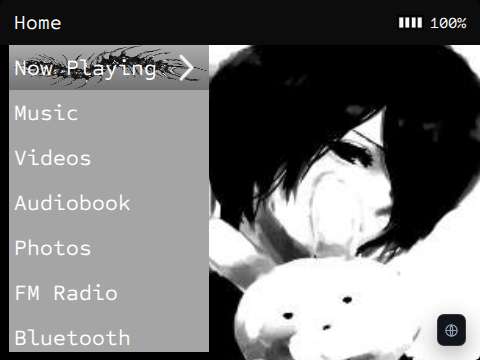 Home
100%
Now Playing
Music
Videos
Audiobook
Photos
FM Radio
Bluetooth